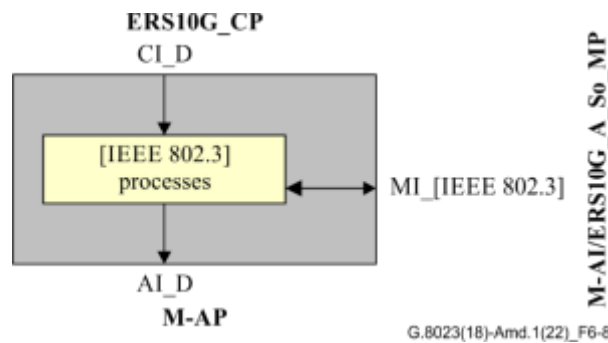 ERS10G_CP
CI_D
[IEEE 802.3]
processes
MI_[IEEE 802.3]
AI_D
M-AP
M-AI/ERS10G_A_So_MP
G.8023(18)-Amd.1(22)_F6-8